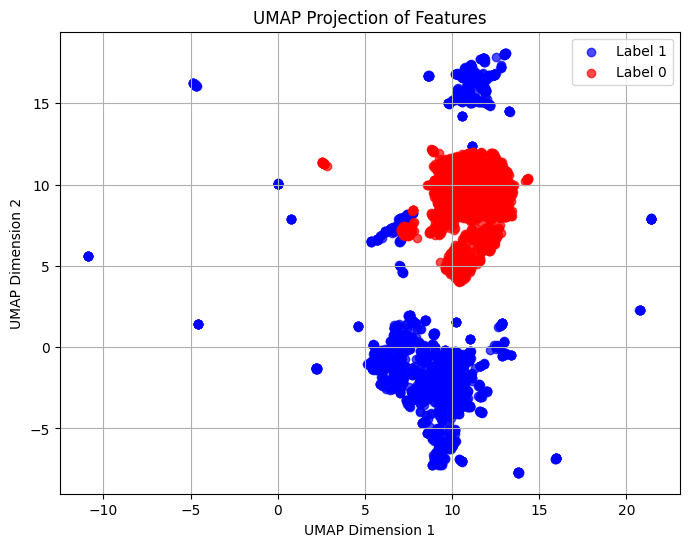 UMAP Projection of Features
Label 1
Label 0
UMAP Dimension 2
15
10
5
0
−5
−10
−5
0
5
10
15
20
UMAP Dimension 1